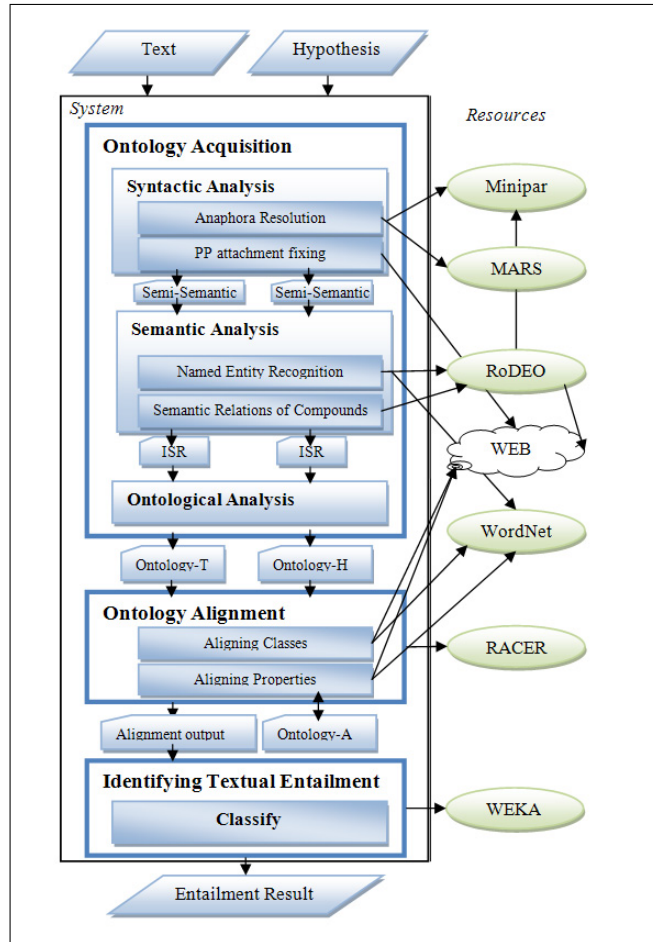 Text
Hypothesis
System
Resources
Ontology Acquisition
Syntactic Analysis
Anaphora Resolution
PP attachment fixing
Semi-Semantic
Semi-Semantic
Semantic Analysis
Named Entity Recognition
Semantic Relations of Compounds
ISR
ISR
Ontological Analysis
Ontology-T
Ontology-H
Ontology Alignment
Aligning Classes
Aligning Properties
Alignment output
Ontology-A
Identifying Textual Entailment
Classify
Entailment Result
Minipar
MARS
RoDEO
WEB
WordNet
RACER
WEKA